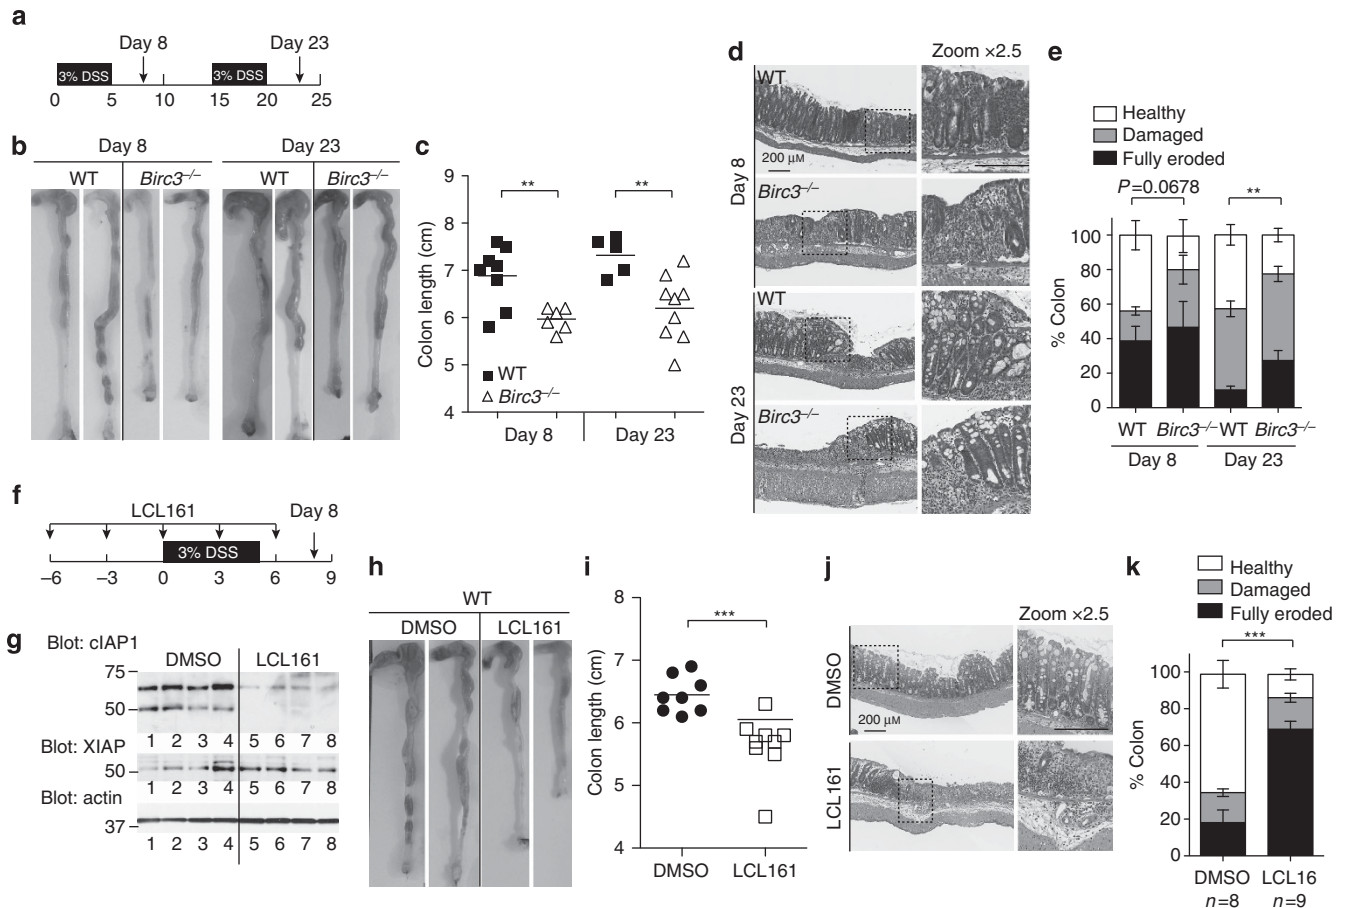 a
Day 8
Day 23
3% DSS
3% DSS
0 5 10 15 20 25
b
Day 8
Day 23
WT
Birc3–/–
WT
Birc3–/–
c
9
8
7
6
5
4
Colon length (cm)
**
**
WT
Birc3–/–
Day 8
Day 23
d
Zoom ×2.5
Day 8
WT
200 µM
Birc3–/–
Day 23
WT
Birc3–/–
e
Healthy
Damaged
Fully eroded
P=0.0678
**
100
80
60
40
20
0
% Colon
WT Birc3–/– WT Birc3–/–
Day 8
Day 23
f
LCL161
Day 8
3% DSS
–6 –3 0 3 6 9
g
Blot: cIAP1
DMSO
LCL161
75
50
1 2 3 4 5 6 7 8
Blot: XIAP
50
1 2 3 4 5 6 7 8
Blot: actin
37
1 2 3 4 5 6 7 8
h
WT
DMSO
LCL161
i
8
7
6
5
4
Colon length (cm)
***
DMSO
LCL161
j
Zoom ×2.5
DMSO
200 µM
LCL161
k
Healthy
Damaged
Fully eroded
***
100
80
60
40
20
0
% Colon
DMSO LCL16
n=8 n=9